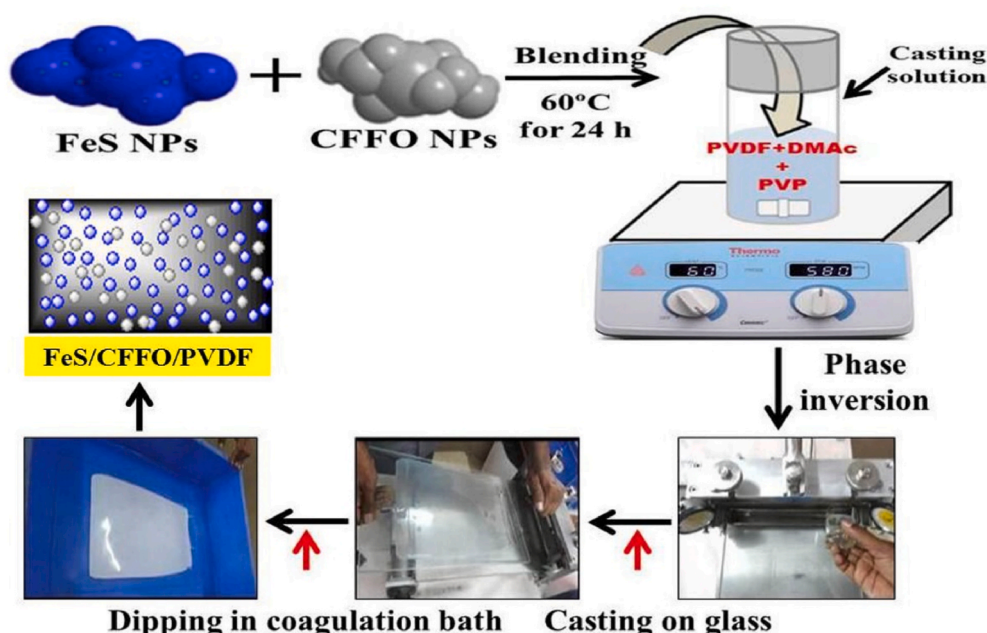 Blending
60°C
for 24 h
Casting
solution
FeS NPs
CFFO NPs
PVDF+DMAc
+
PVP
Thermo
SCIENTIFIC
60
580
FeS/CFFO/PVDF
Phase
inversion
Dipping in coagulation bath
Casting on glass